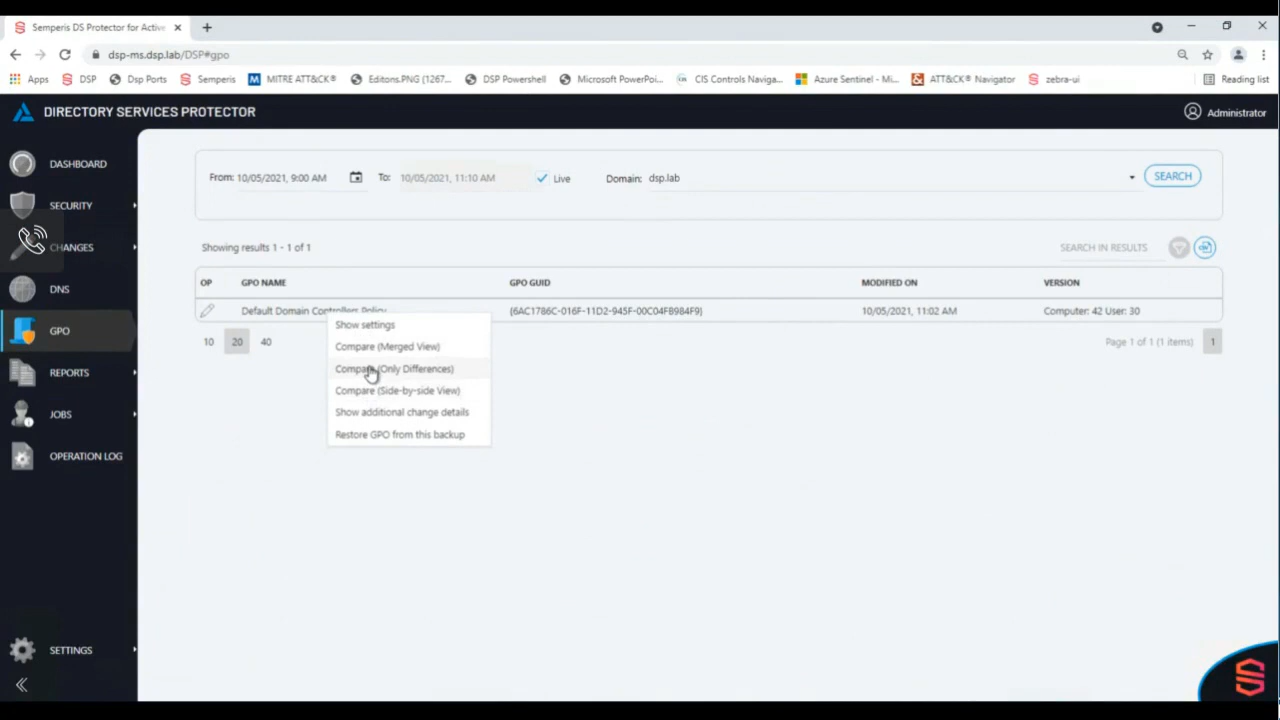 Semperis DS Protector for Active
dsp-ms.dsp.lab/DSP#gpo
Apps DSP Dsp Ports Semperis MITRE ATT&CK® Editons.PNG (1267... DSP Powershell Microsoft PowerPoi... CIS Controls Naviga... Azure Sentinel - Mi... ATT&CK® Navigator zebra-ui Reading list
DIRECTORY SERVICES PROTECTOR Administrator
DASHBOARD
SECURITY
CHANGES
DNS
GPO
REPORTS
JOBS
OPERATION LOG
SETTINGS
From: 10/05/2021, 9:00 AM To: 10/05/2021, 11:10 AM Live Domain: dsp.lab SEARCH
Showing results 1 - 1 of 1 SEARCH IN RESULTS
OP GPO NAME GPO GUID MODIFIED ON VERSION
Default Domain Controllers Policy {6AC1786C-016F-11D2-945F-00C04FB984F9} 10/05/2021, 11:02 AM Computer: 42 User: 30
10 20 40 Page 1 of 1 (1 items) 1
Show settings
Compare (Merged View)
Compare (Only Differences)
Compare (Side-by-side View)
Show additional change details
Restore GPO from this backup